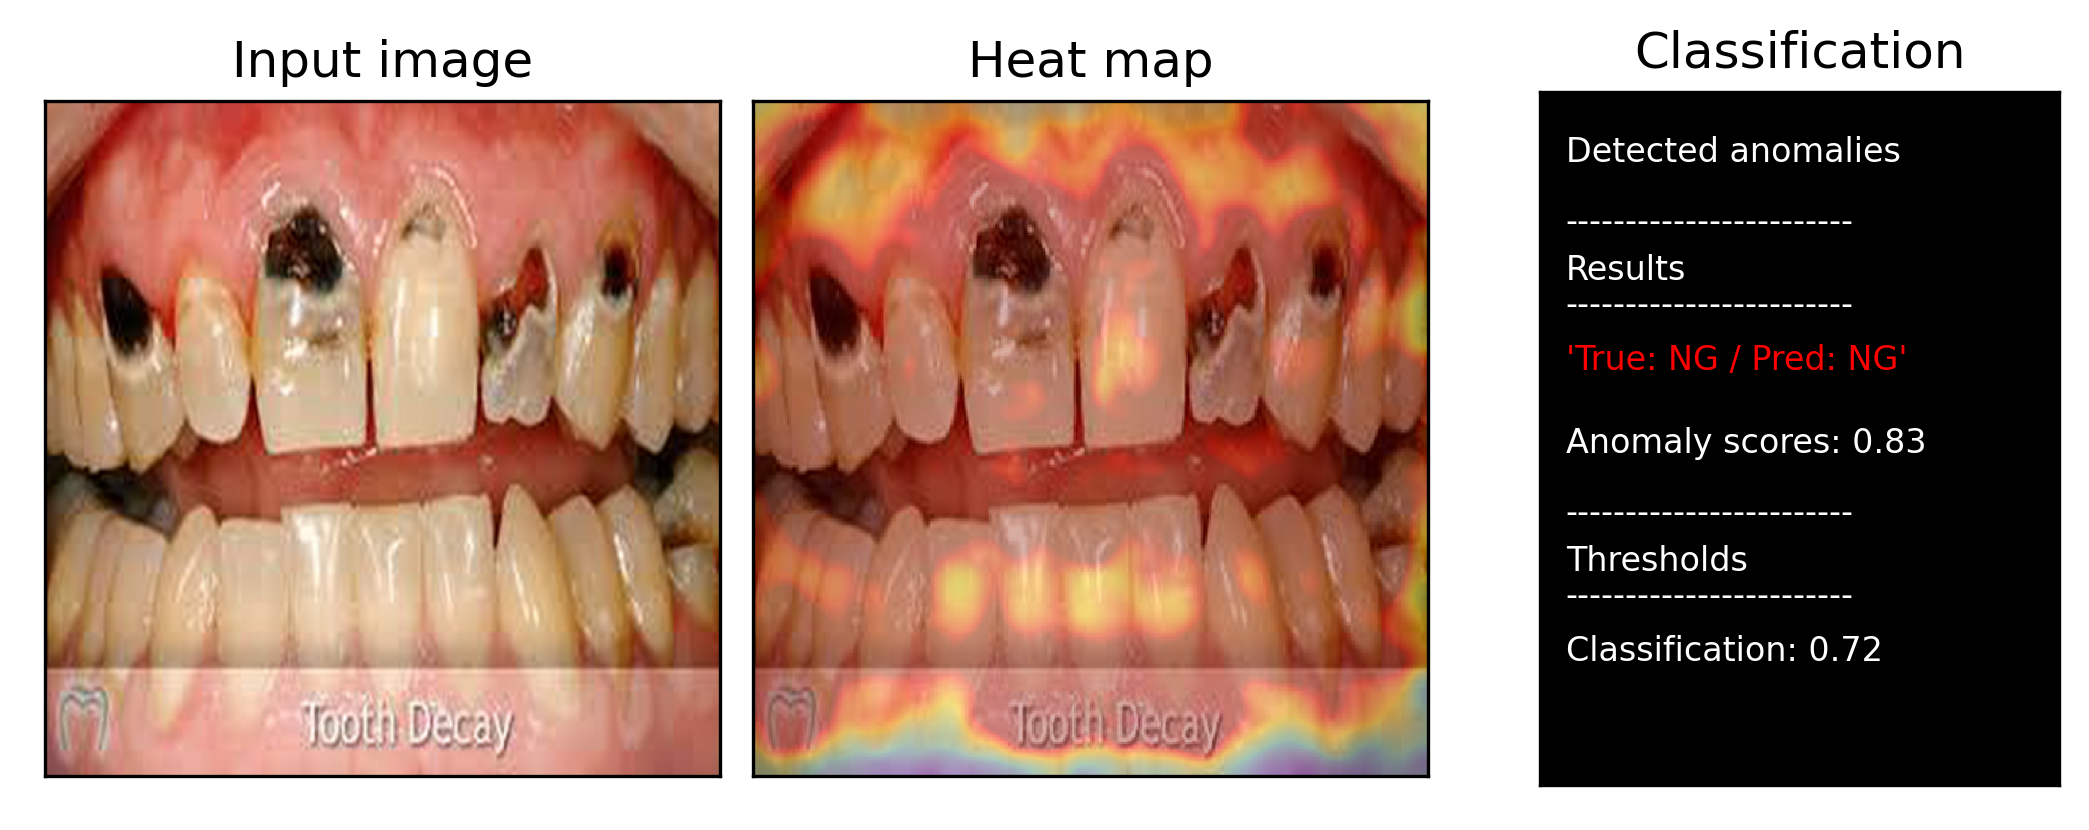 Input image
Heat map
Classification
Tooth Decay
Tooth Decay
Detected anomalies
------------------------
Results
------------------------
'True: NG / Pred: NG'
Anomaly scores: 0.83
------------------------
Thresholds
------------------------
Classification: 0.72